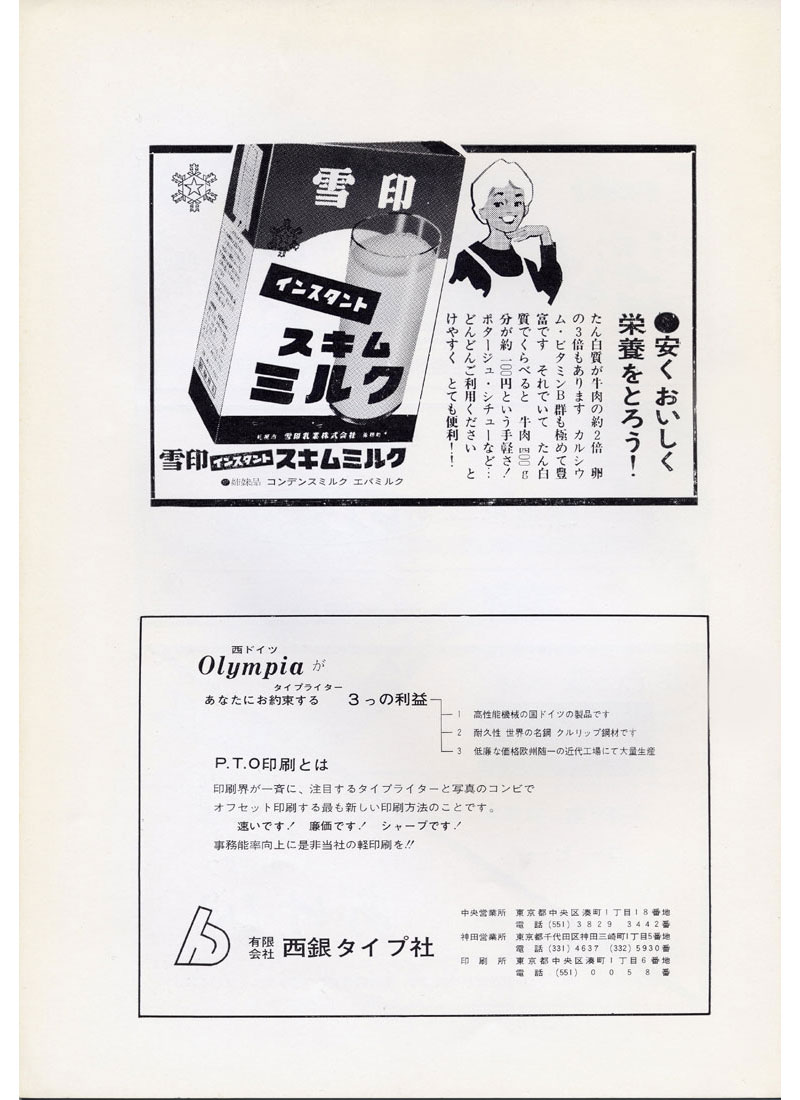 雪印
インスタント
スキム
ミルク
札幌市 雪印乳業株式会社
雪印インスタントスキムミルク
●姉妹品 コンデンスミルク エバミルク
●安くおいしく
栄養をとろう!
たん白質が牛肉の約2倍 卵
の3倍もあります カルシウ
ム・ビタミンB群も極めて豊
富です それでいて たん白
質でくらべると 牛肉四〇〇g
分が約一〇〇円という手軽さ!
ポタージュ・シチューなど…
どんどんご利用ください と
けやすく とても便利!!
西ドイツ
Olympiaが
タイプライター
あなたにお約束する 3っの利益
1 高性能機械の国ドイツの製品です
2 耐久性 世界の名鋼 クルリップ鋼材です
3 低廉な価格欧州随一の近代工場にて大量生産
P.T.O印刷とは
印刷界が一斉に、注目するタイプライターと写真のコンビで
オフセット印刷する最も新しい印刷方法のことです。
速いです! 廉価です! シャープです!
事務能率向上に是非当社の軽印刷を!!
有限会社 西銀タイプ社
中央営業所 東京都中央区湊町1丁目18番地
電話 (551) 3829 3442番
神田営業所 東京都千代田区神田三崎町1丁目5番地
電話 (331) 4637 (332) 5930番
印刷所 東京都中央区湊町1丁目6番地
電話 (551) 0058番